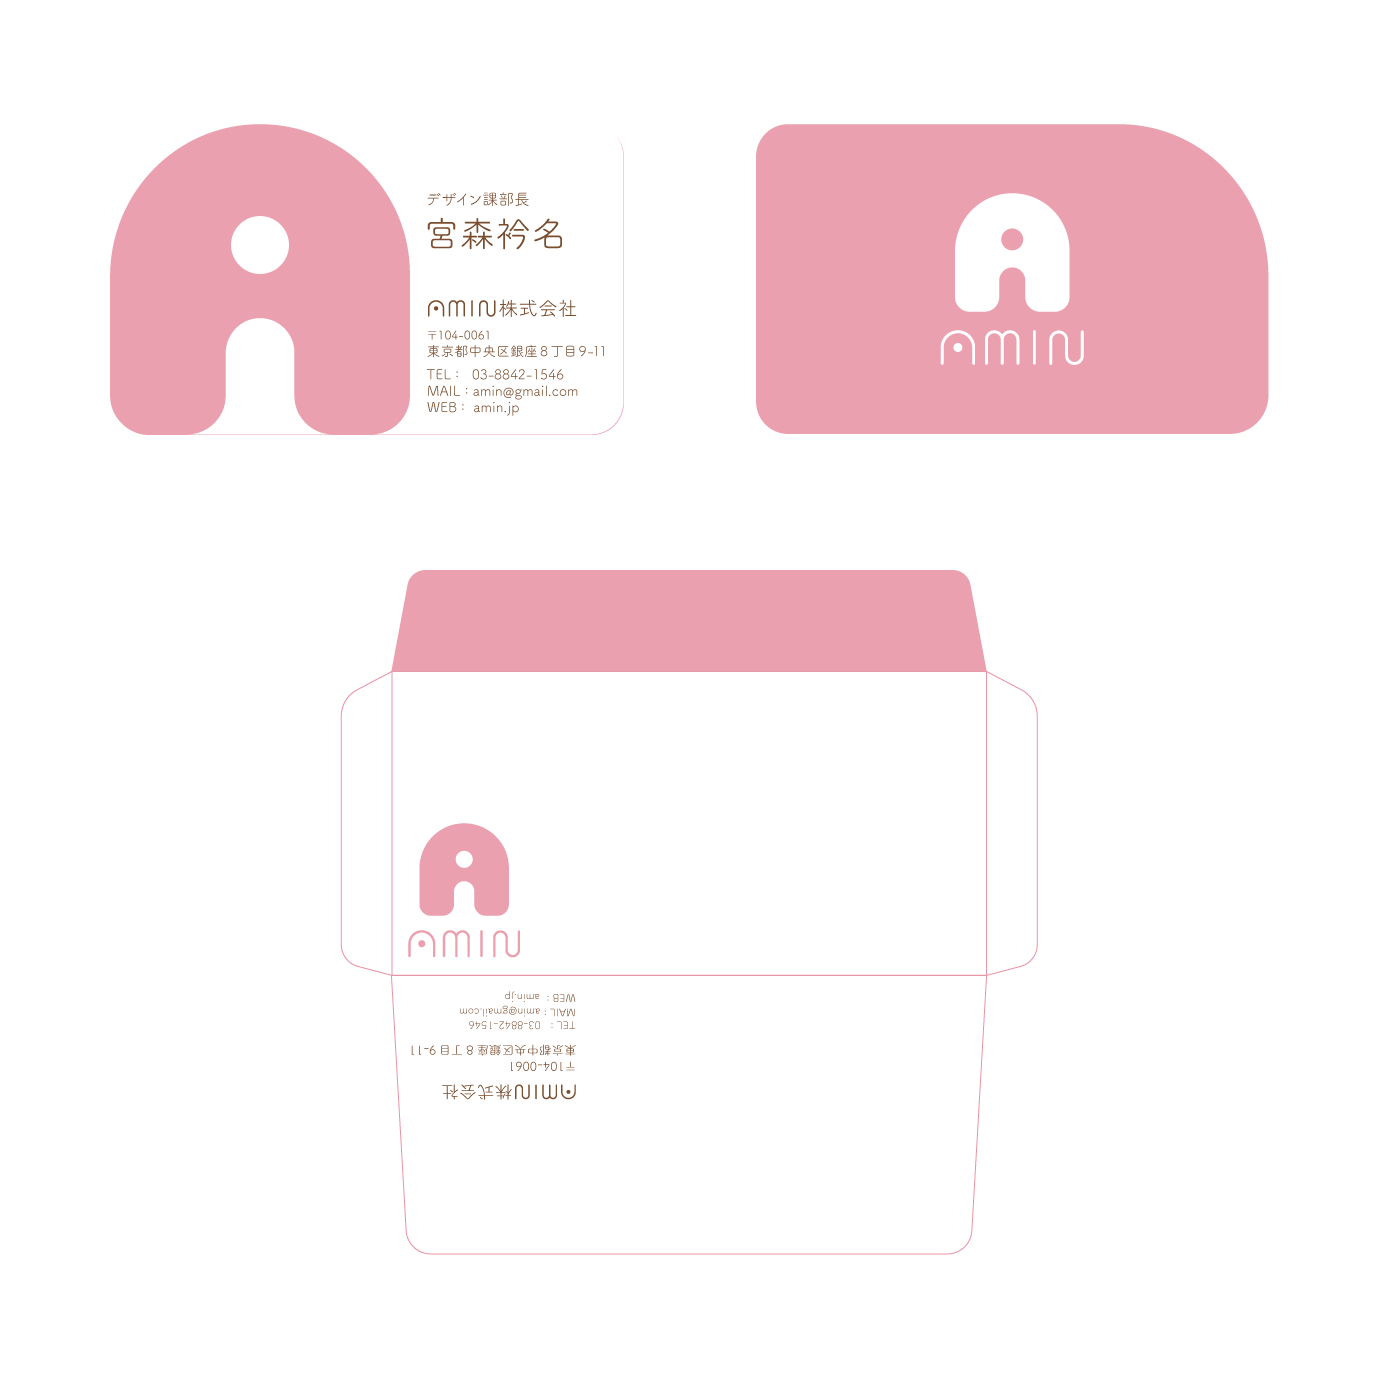 デザイン課部長
宮森衿名
AMIN株式会社
〒104-0061
東京都中央区銀座8丁目9-11
TEL： 03-8842-1546
MAIL：amin@gmail.com
WEB： amin.jp
AMIN
AMIN
AMIN株式会社
〒104-0061
東京都中央区銀座8丁目9-11
TEL： 03-8842-1546
MAIL：amin@gmail.com
WEB： amin.jp